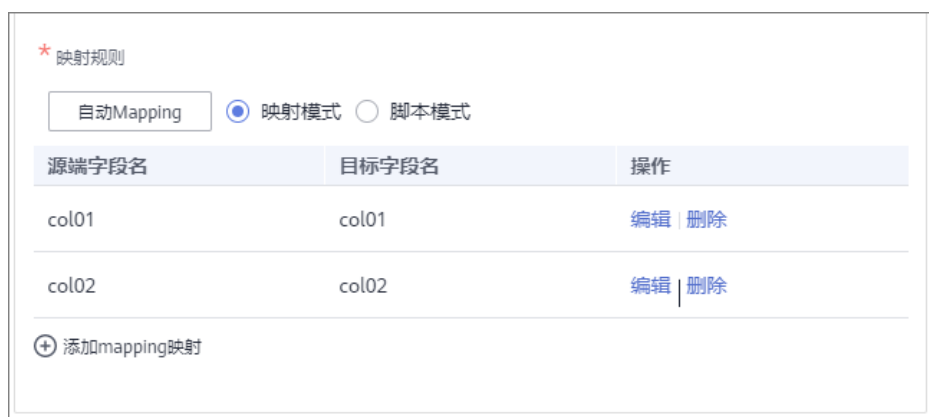 * 映射规则
自动Mapping 映射模式 脚本模式
源端字段名 目标字段名 操作
col01 col01 编辑 | 删除
col02 col02 编辑 | 删除
添加mapping映射